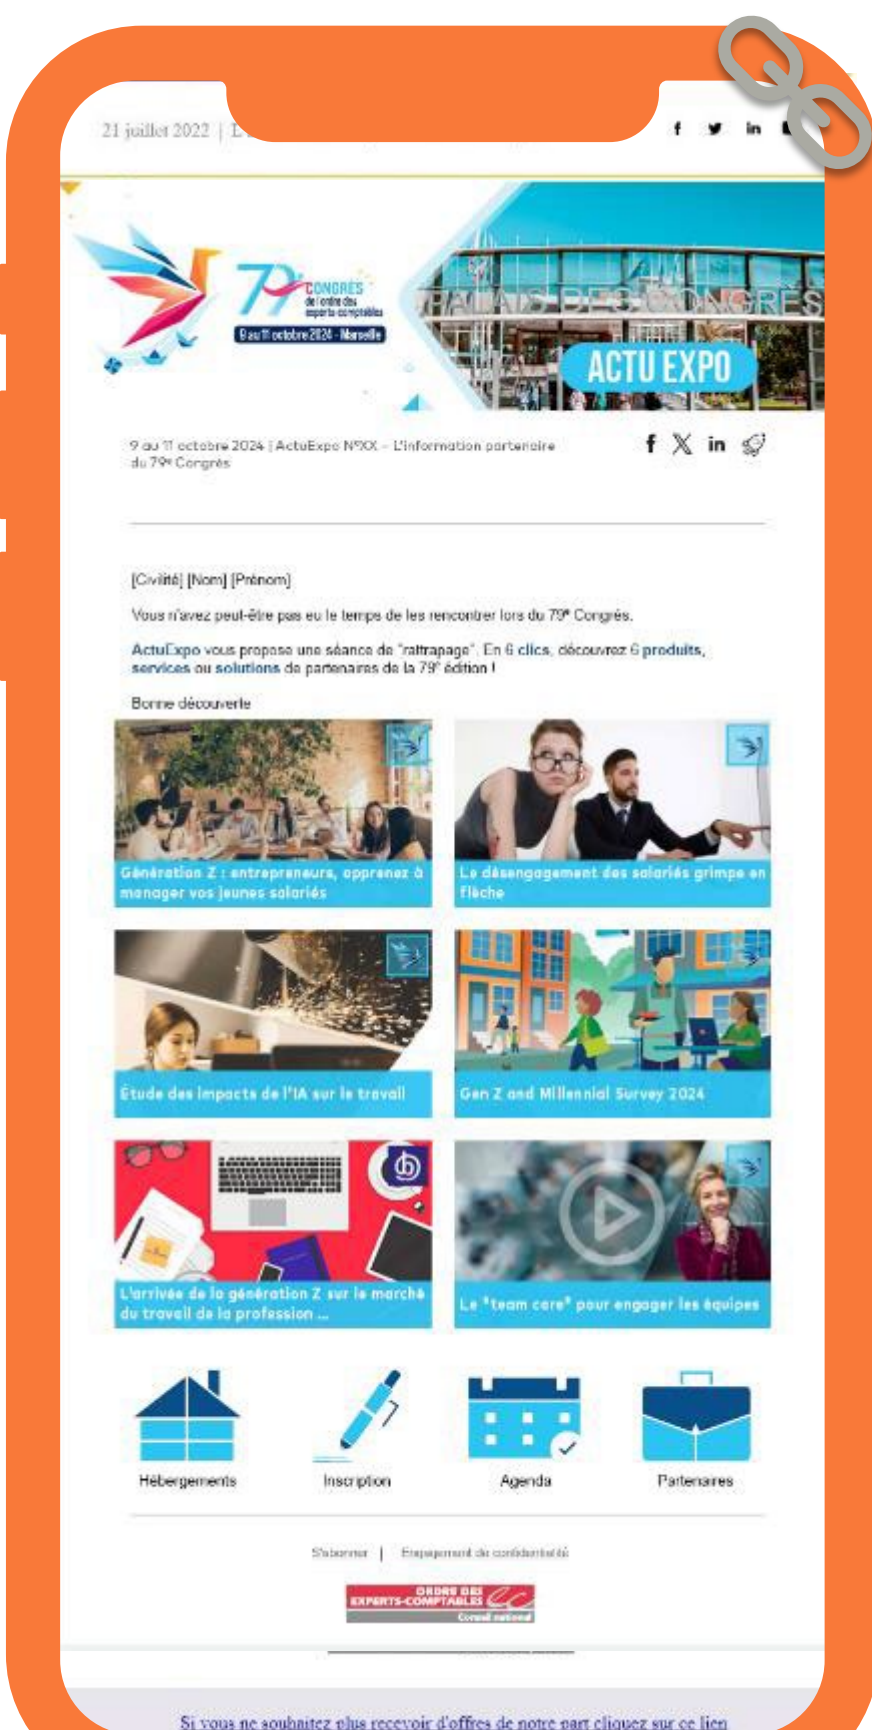 21 juillet 2022 |
79e CONGRÈS
de l'ordre des
experts-comptables
9 au 11 octobre 2024 - Marseille
PALAIS DES CONGRÈS
ACTU EXPO
9 au 11 octobre 2024 | ActuExpo N°XX – L'information partenaire
du 79e Congrès
[Civilité] [Nom] [Prénom]
Vous n'avez peut-être pas eu le temps de les rencontrer lors du 79e Congrès.
ActuExpo vous propose une séance de "rattrapage". En 6 clics, découvrez 6 produits,
services ou solutions de partenaires de la 79e édition !
Bonne découverte
Génération Z : entrepreneurs, apprenez à
manager vos jeunes salariés
Le désengagement des salariés grimpe en
flèche
Étude des impacts de l'IA sur le travail
Gen Z and Millennial Survey 2024
L'arrivée de la génération Z sur le marché
du travail de la profession ...
Le "team care" pour engager les équipes
Hébergements
Inscription
Agenda
Partenaires
S'abonner | Engagement de confidentialité
ORDRE DES
EXPERTS-COMPTABLES
Conseil national
Si vous ne souhaitez plus recevoir d'offres de notre part cliquez sur ce lien